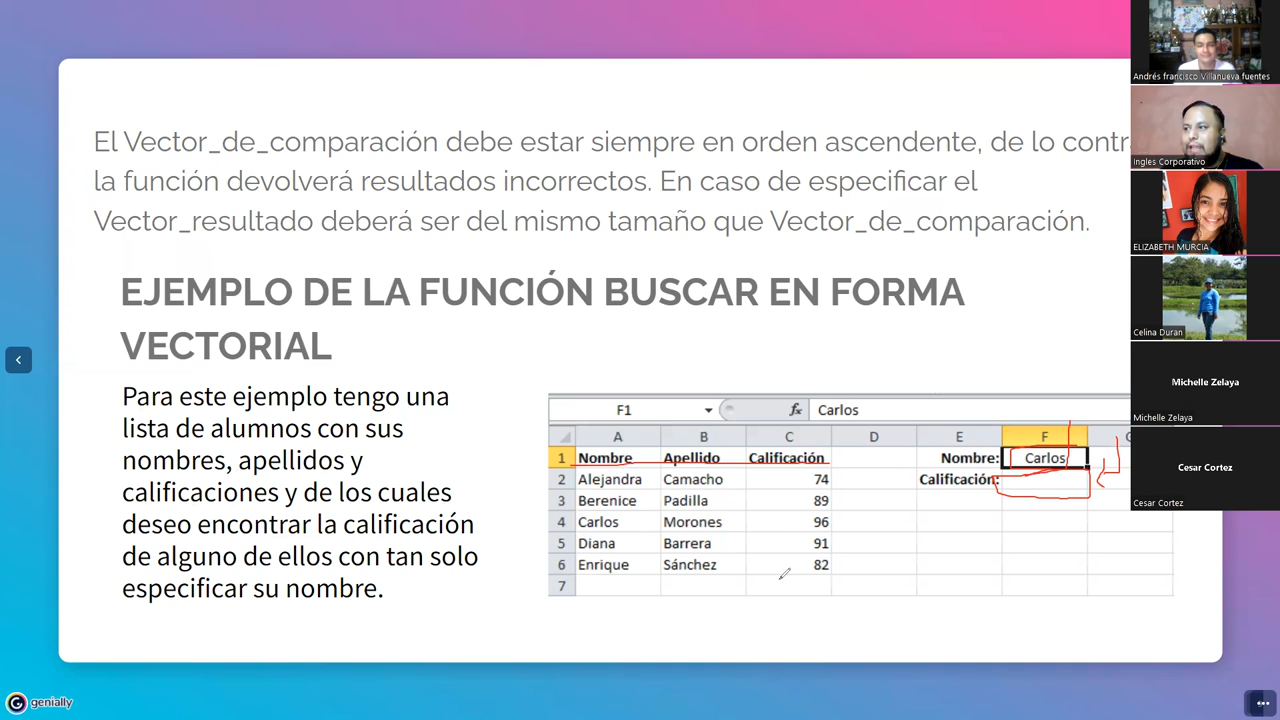 El Vector_de_comparación debe estar siempre en orden ascendente, de lo contr
la función devolverá resultados incorrectos. En caso de especificar el
Vector_resultado deberá ser del mismo tamaño que Vector_de_comparación.
EJEMPLO DE LA FUNCIÓN BUSCAR EN FORMA
VECTORIAL
Para este ejemplo tengo una
lista de alumnos con sus
nombres, apellidos y
calificaciones y de los cuales
deseo encontrar la calificación
de alguno de ellos con tan solo
especificar su nombre.
F1 fx Carlos
A B C D E F
1 Nombre Apellido Calificación Nombre: Carlos
2 Alejandra Camacho 74 Calificación:
3 Berenice Padilla 89
4 Carlos Morones 96
5 Diana Barrera 91
6 Enrique Sánchez 82
7
Andrés francisco Villanueva fuentes
Ingles Corporativo
ELIZABETH MURCIA
Celina Duran
Michelle Zelaya
Michelle Zelaya
Cesar Cortez
Cesar Cortez
genially